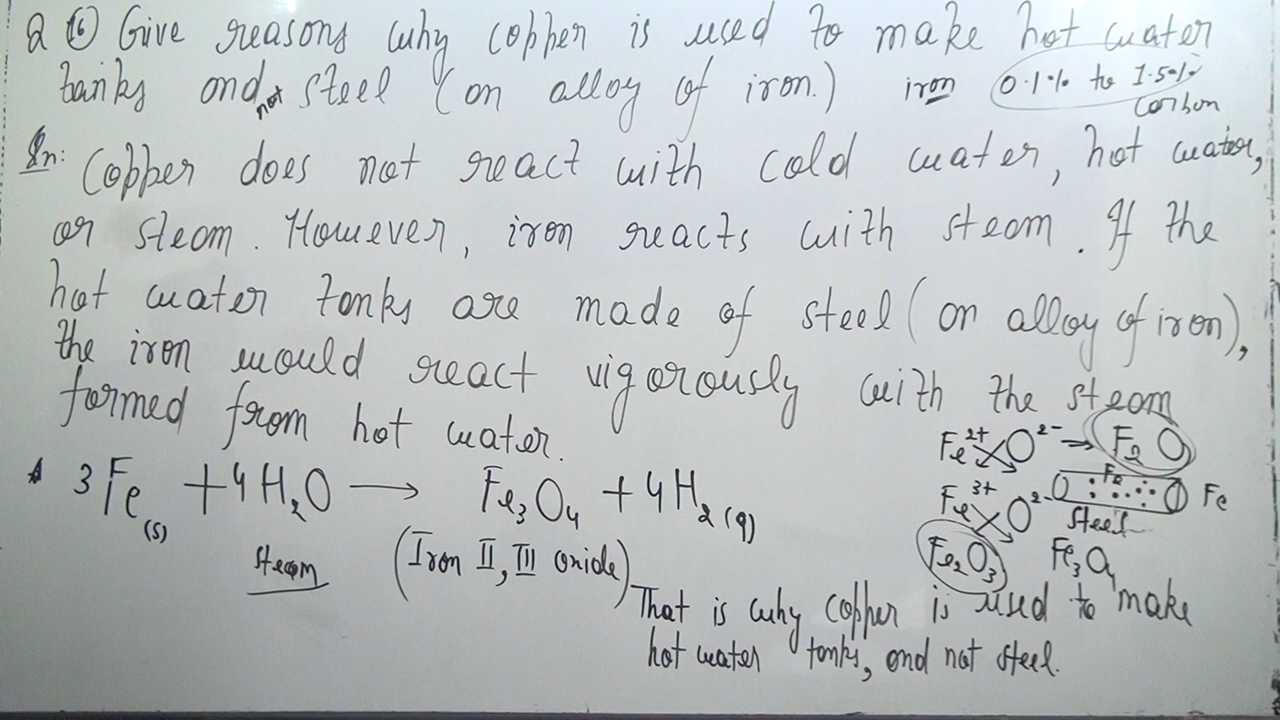 Q 16 Give reasons why copper is used to make hot water
tanks and not steel (an alloy of iron.) iron 0.1% to 1.5%
carbon
Sn: Copper does not react with cold water, hot water,
or steam. However, iron reacts with steam. If the
hot water tanks are made of steel (an alloy of iron),
the iron would react vigorously with the steam
formed from hot water.
Fe2+ O2- → Fe O
3Fe(s) + 4H2O → Fe3O4 + 4H2(g)
Fe Fe
Fe3+ O2-
Steel
steam (Iron II, III oxide)
Fe2O3 Fe3O4
That is why copper is used to make
hot water tanks, and not steel.